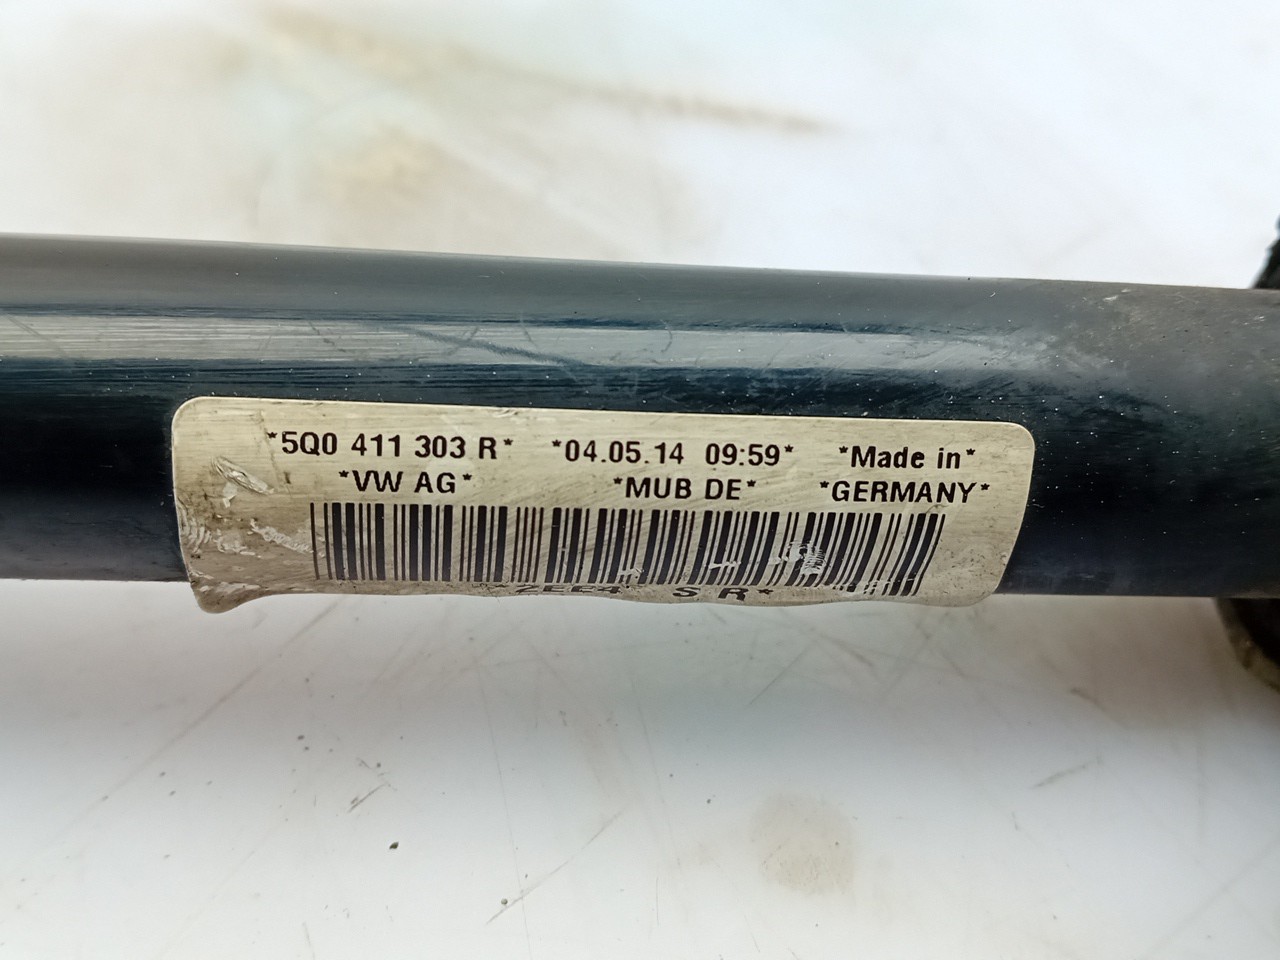 *5Q0 411 303 R* *04.05.14 09:59* *Made in*
*VW AG* *MUB DE* *GERMANY*
S R*